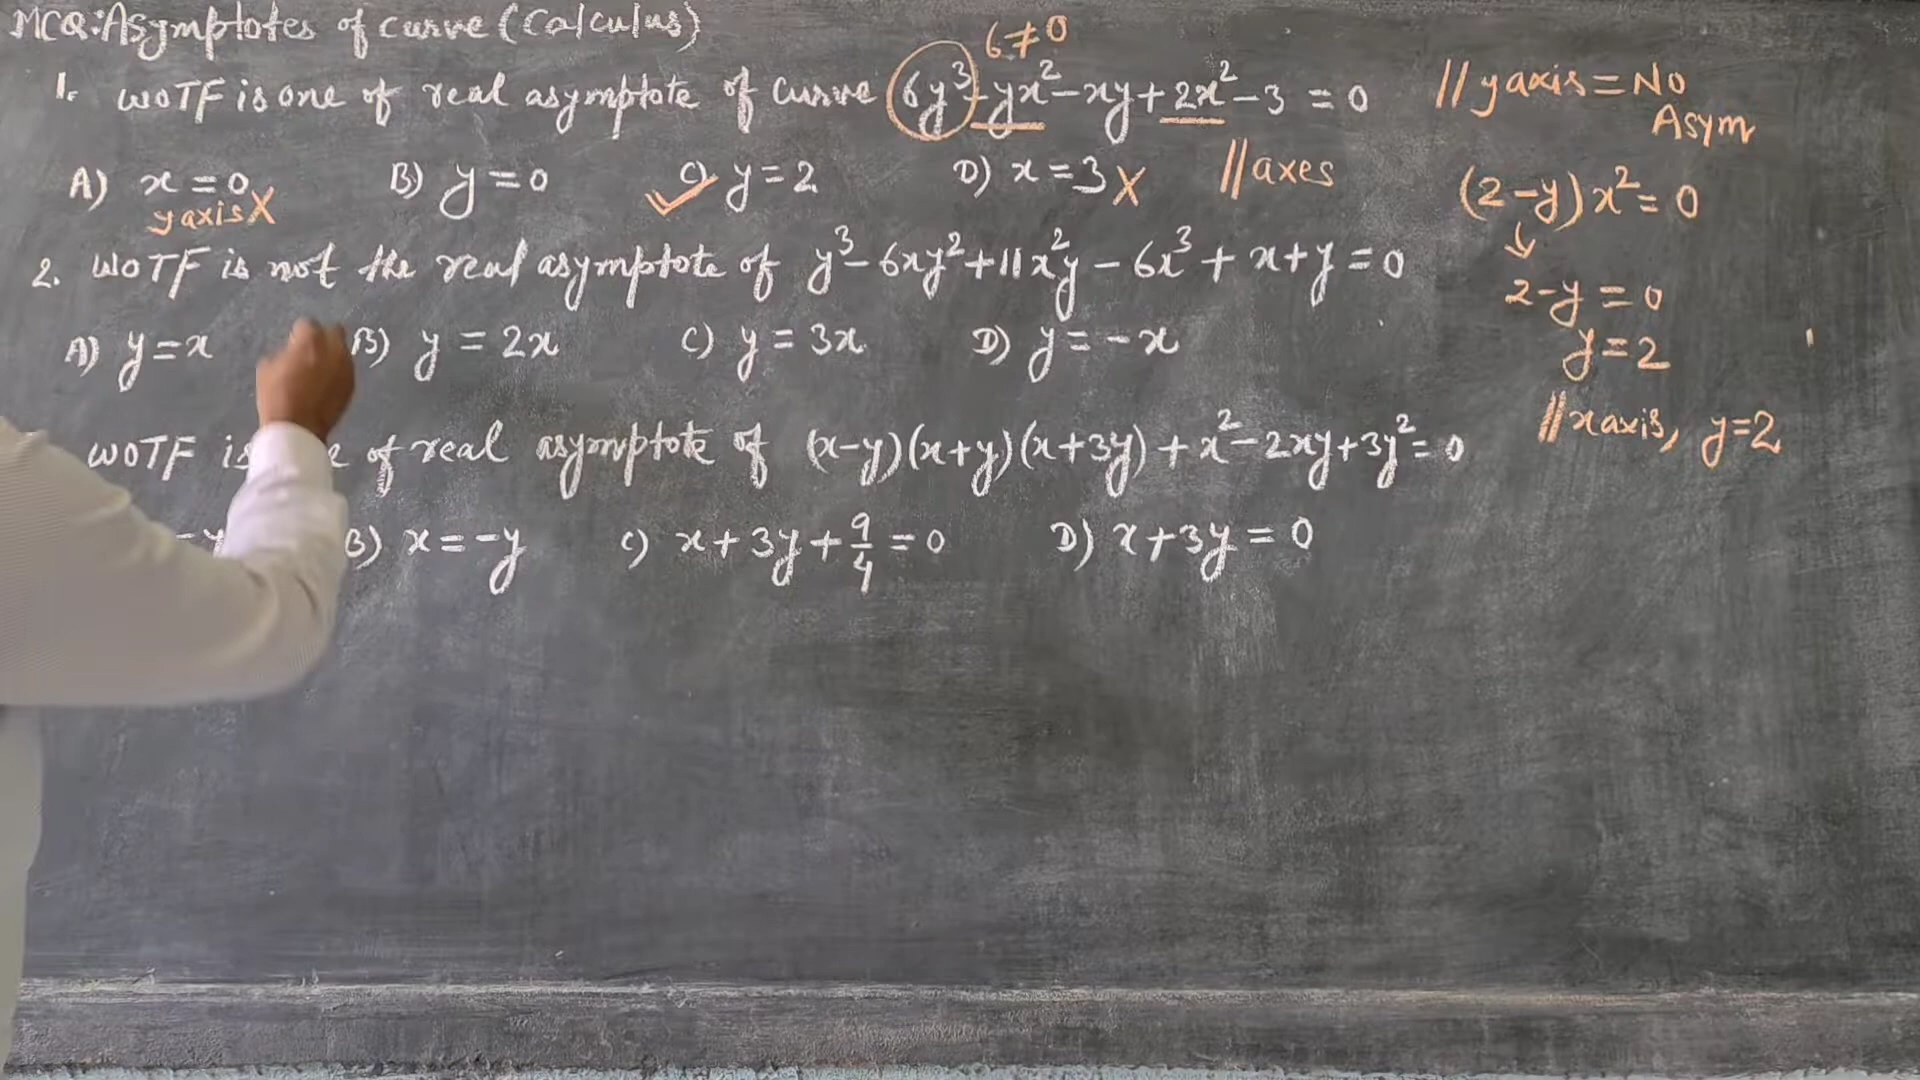 MCQ: Asymptotes of curve (Calculus)
6≠0
1. WOTF is one of real asymptote of curve 6y³-yx²-xy+2x²-3 = 0
A) x=0 B) y=0 C) y=2 D) x=3 X // axes
y axis X
2. WOTF is not the real asymptote of y³-6xy²+11x²y-6x³+x+y=0
A) y=x B) y=2x C) y=3x D) y=-x
WOTF is of real asymptote of (x-y)(x+y)(x+3y)+x²-2xy+3y²=0
B) x=-y C) x+3y+9/4=0 D) x+3y=0
// y axis = No
Asym
(2-y)x²=0
2-y=0
y=2
// x axis, y=2